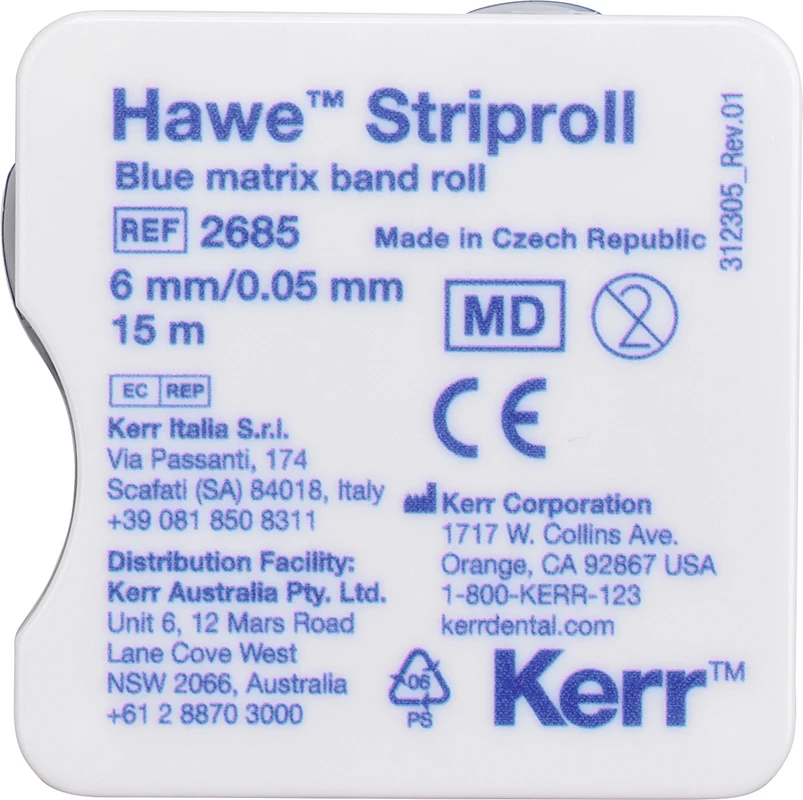 Hawe™ Striproll
Blue matrix band roll
REF 2685
Made in Czech Republic
312305_Rev.01
6 mm/0.05 mm
15 m
MD
2
CE
EC REP
Kerr Italia S.r.l.
Via Passanti, 174
Scafati (SA) 84018, Italy
+39 081 850 8311
Distribution Facility:
Kerr Australia Pty. Ltd.
Unit 6, 12 Mars Road
Lane Cove West
NSW 2066, Australia
+61 2 8870 3000
Kerr Corporation
1717 W. Collins Ave.
Orange, CA 92867 USA
1-800-KERR-123
kerrdental.com
06
PS
Kerr™